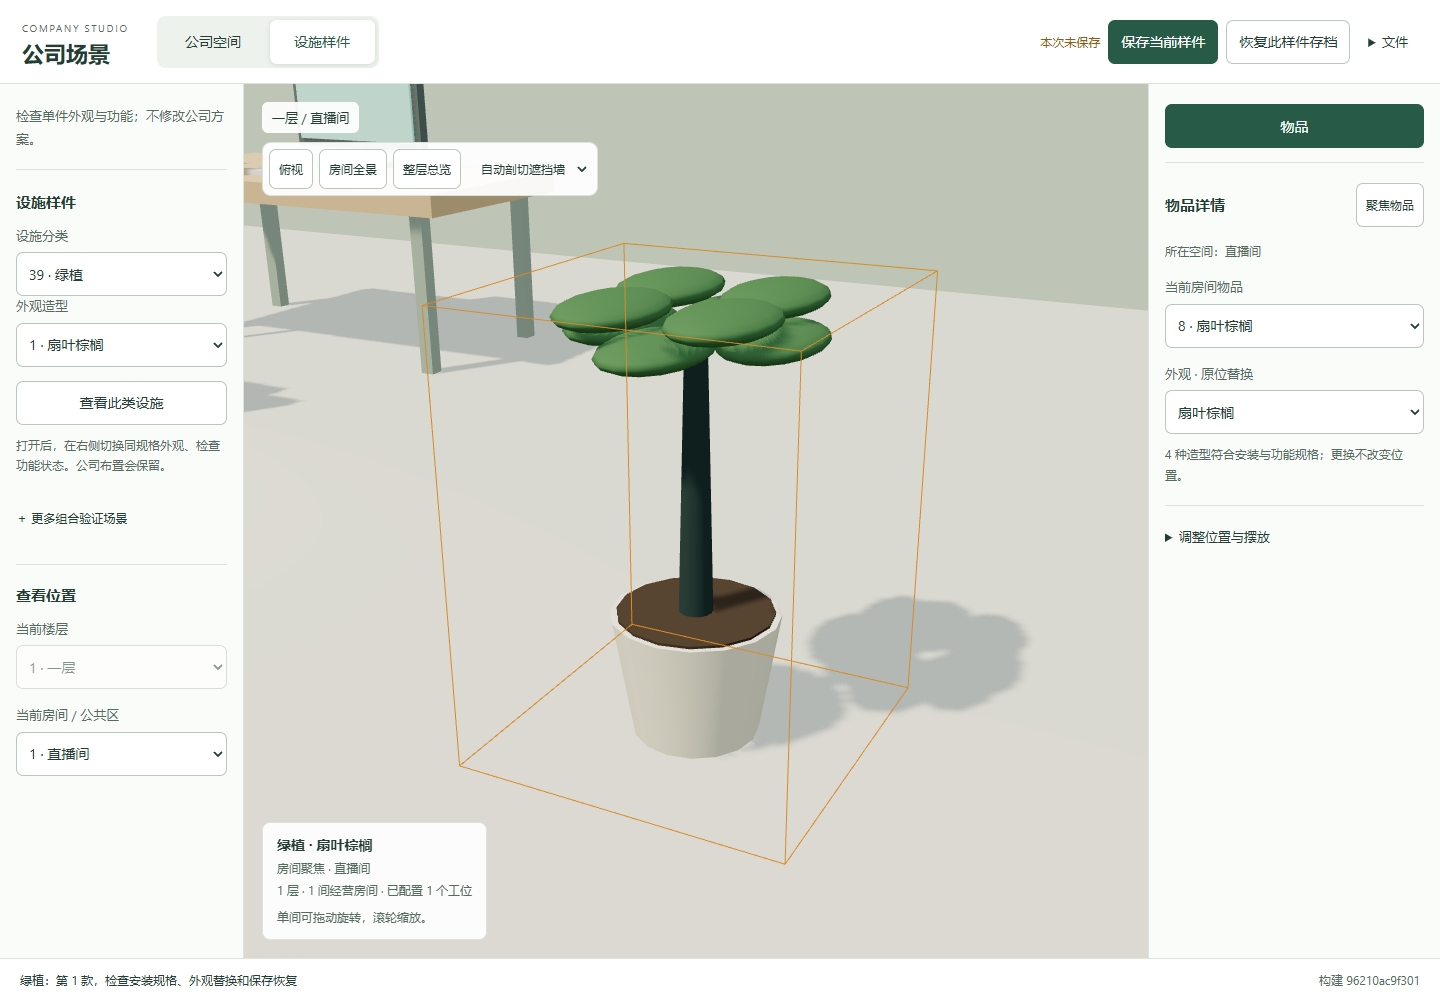 COMPANY STUDIO
公司场景
公司空间
设施样件
本次未保存
保存当前样件
恢复此样件存档
▶ 文件
检查单件外观与功能；不修改公司方
案。
设施样件
设施分类
39 · 绿植
外观造型
1 · 扇叶棕榈
查看此类设施
打开后，在右侧切换同规格外观、检查
功能状态。公司布置会保留。
+ 更多组合验证场景
查看位置
当前楼层
1 · 一层
当前房间 / 公共区
1 · 直播间
一层 / 直播间
俯视
房间全景
整层总览
自动剖切遮挡墙
绿植 · 扇叶棕榈
房间聚焦 · 直播间
1 层 · 1 间经营房间 · 已配置 1 个工位
单间可拖动旋转，滚轮缩放。
物品
物品详情
聚焦物品
所在空间：直播间
当前房间物品
8 · 扇叶棕榈
外观 · 原位替换
扇叶棕榈
4 种造型符合安装与功能规格；更换不改变位
置。
▶ 调整位置与摆放
绿植：第 1 款，检查安装规格、外观替换和保存恢复
构建 96210ac9f301